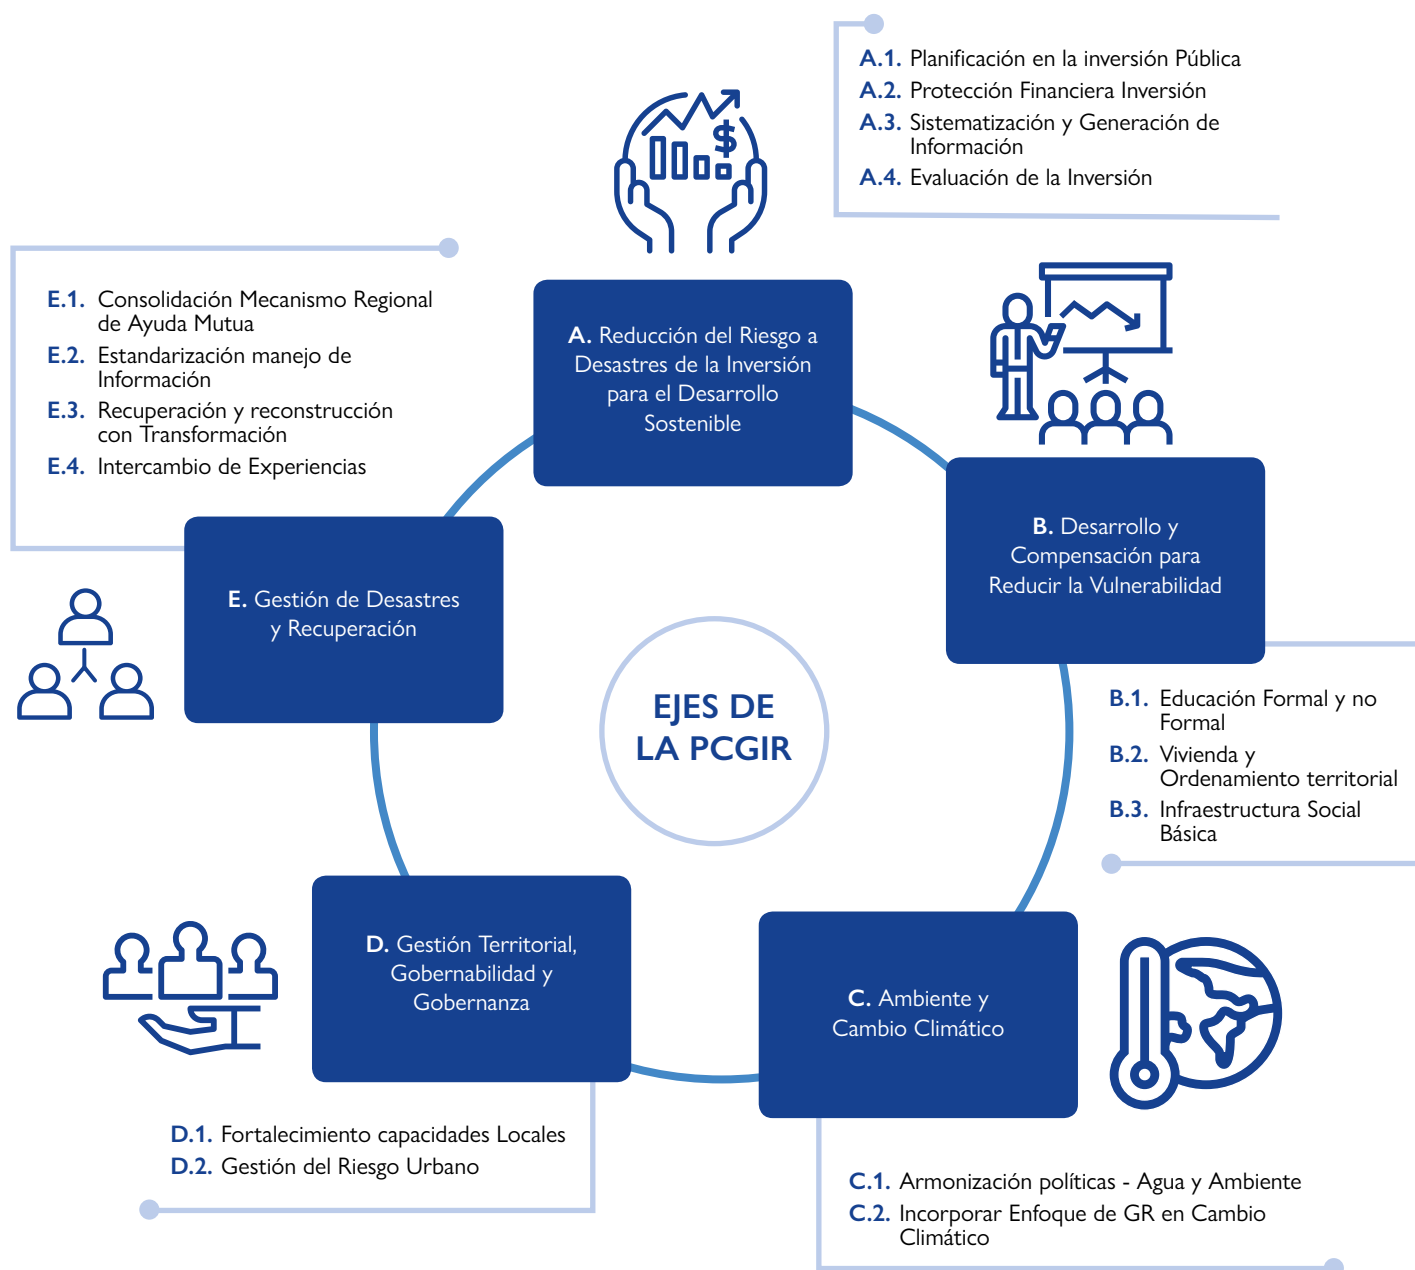 A.1. Planificación en la inversión Pública
A.2. Protección Financiera Inversión
A.3. Sistematización y Generación de
Información
A.4. Evaluación de la Inversión
$
A. Reducción del Riesgo a
Desastres de la Inversión
para el Desarrollo
Sostenible
B. Desarrollo y
Compensación para
Reducir la Vulnerabilidad
B.1. Educación Formal y no
Formal
B.2. Vivienda y
Ordenamiento territorial
B.3. Infraestructura Social
Básica
C. Ambiente y
Cambio Climático
C.1. Armonización políticas - Agua y Ambiente
C.2. Incorporar Enfoque de GR en Cambio
Climático
D. Gestión Territorial,
Gobernabilidad y
Gobernanza
D.1. Fortalecimiento capacidades Locales
D.2. Gestión del Riesgo Urbano
E. Gestión de Desastres
y Recuperación
E.1. Consolidación Mecanismo Regional
de Ayuda Mutua
E.2. Estandarización manejo de
Información
E.3. Recuperación y reconstrucción
con Transformación
E.4. Intercambio de Experiencias
EJES DE
LA PCGIR